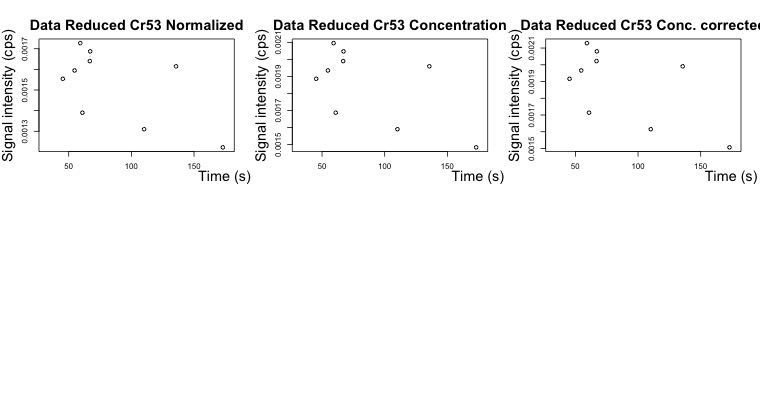 Data Reduced Cr53 Normalized
Signal intensity (cps)
0.0013 0.0015 0.0017
50 100 150
Time (s)
Data Reduced Cr53 Concentration
Signal intensity (cps)
0.0015 0.0017 0.0019 0.0021
50 100 150
Time (s)
Data Reduced Cr53 Conc. corrected
Signal intensity (cps)
0.0015 0.0017 0.0019 0.0021
50 100 150
Time (s)